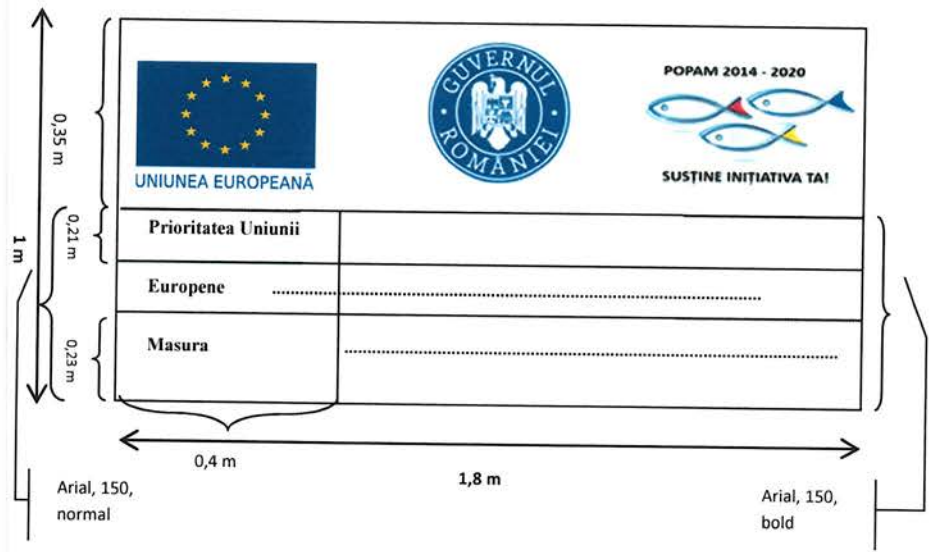 POPAM 2014 - 2020
GUVERNUL
ROMÂNIEI
UNIUNEA EUROPEANĂ
SUSȚINE INIȚIATIVA TA!
0,35 m
1 m
0,21 m
Prioritatea Uniunii
Europene ..........
0,23 m
Masura ..........
0,4 m
1,8 m
Arial, 150,
normal
Arial, 150,
bold